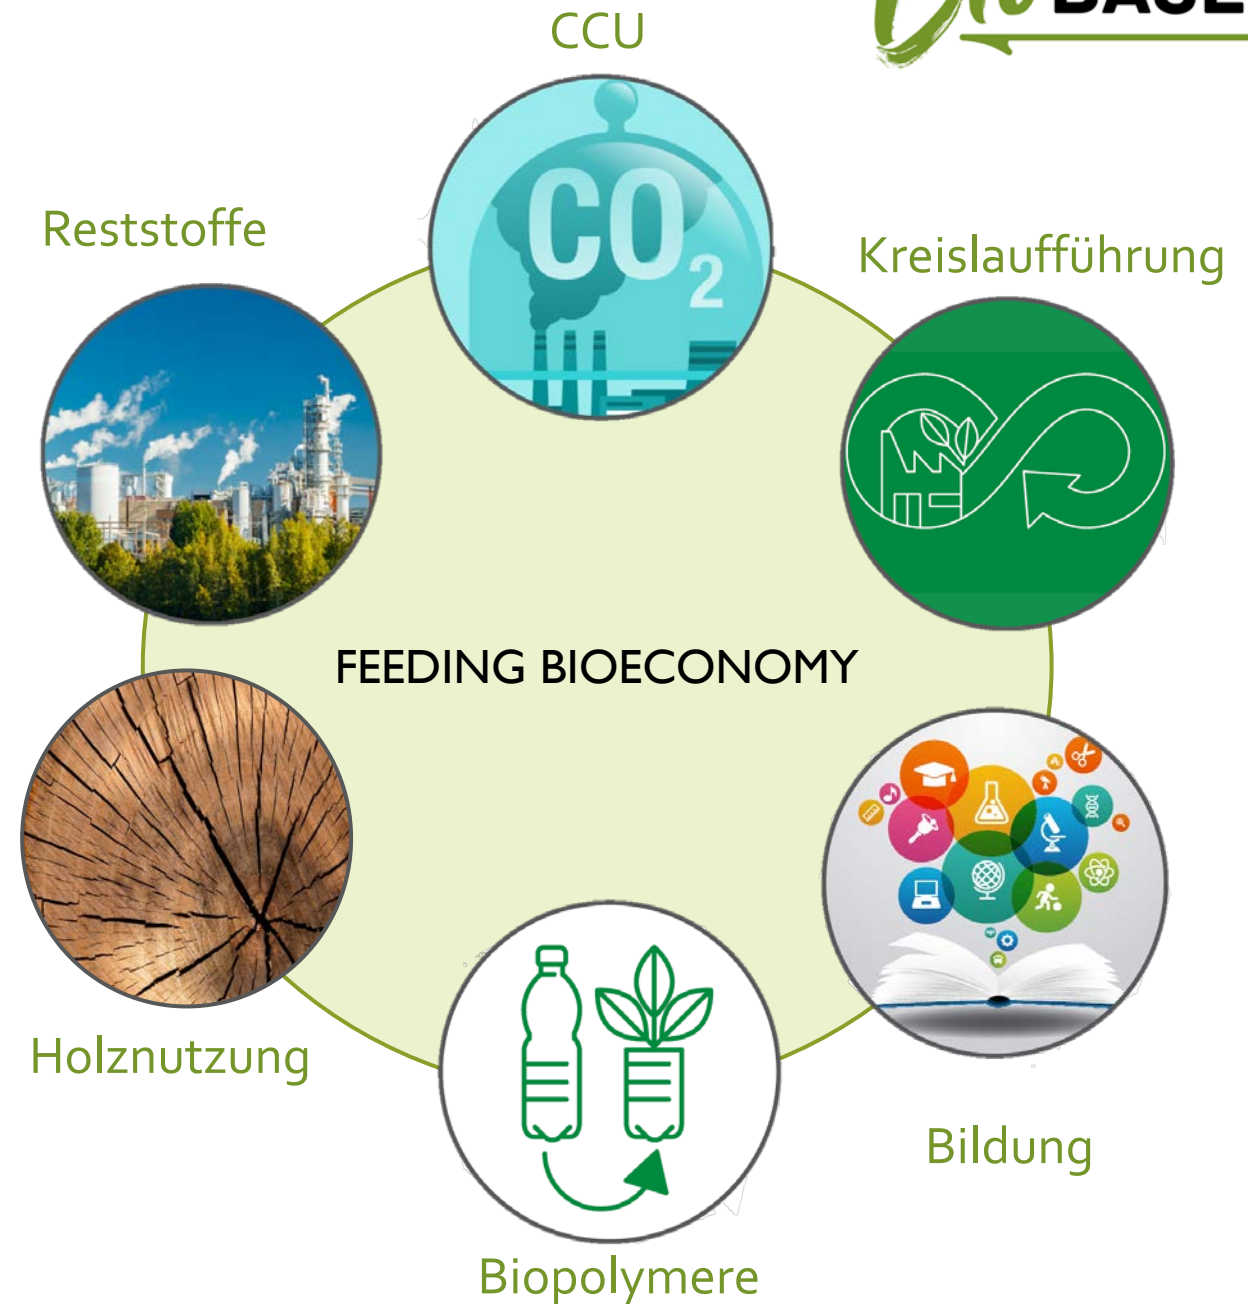 CCU
Reststoffe
CO2
Kreislaufführung
FEEDING BIOECONOMY
Holznutzung
Bildung
Biopolymere